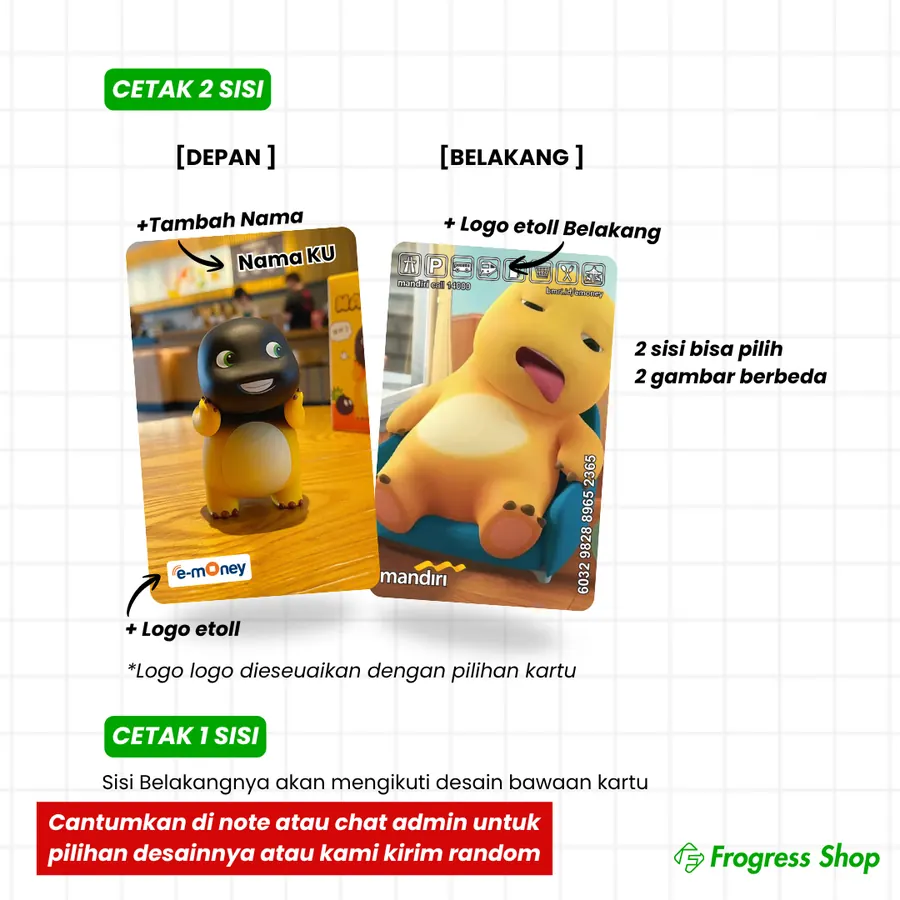 CETAK 2 SISI
[DEPAN ]
[BELAKANG ]
+Tambah Nama
+ Logo etoll Belakang
Nama KU
mandiri call 14000
bmri.id/emoney
2 sisi bisa pilih
2 gambar berbeda
6032 9828 8965 2365
e-money
mandiri
+ Logo etoll
*Logo logo dieseuaikan dengan pilihan kartu
CETAK 1 SISI
Sisi Belakangnya akan mengikuti desain bawaan kartu
Cantumkan di note atau chat admin untuk
pilihan desainnya atau kami kirim random
Frogress Shop